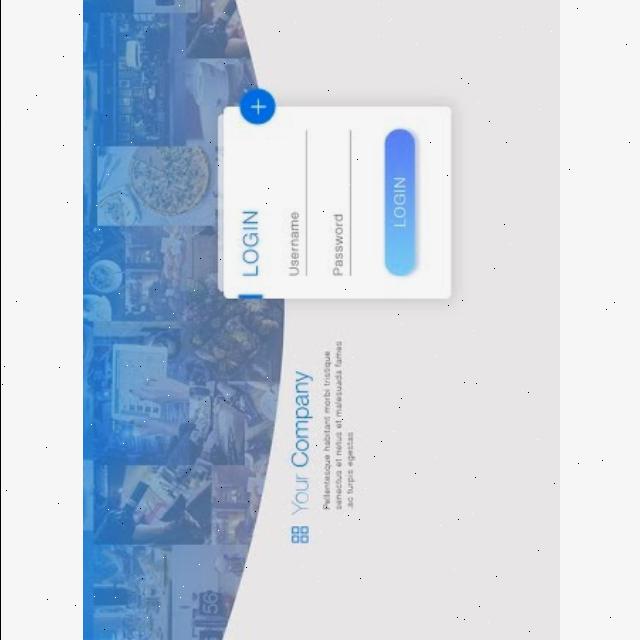 Your Company
Pellentesque habitant morbi tristique
senectus et netus et malesuada fames
ac turpis egestas
LOGIN
Username
Password
LOGIN
56